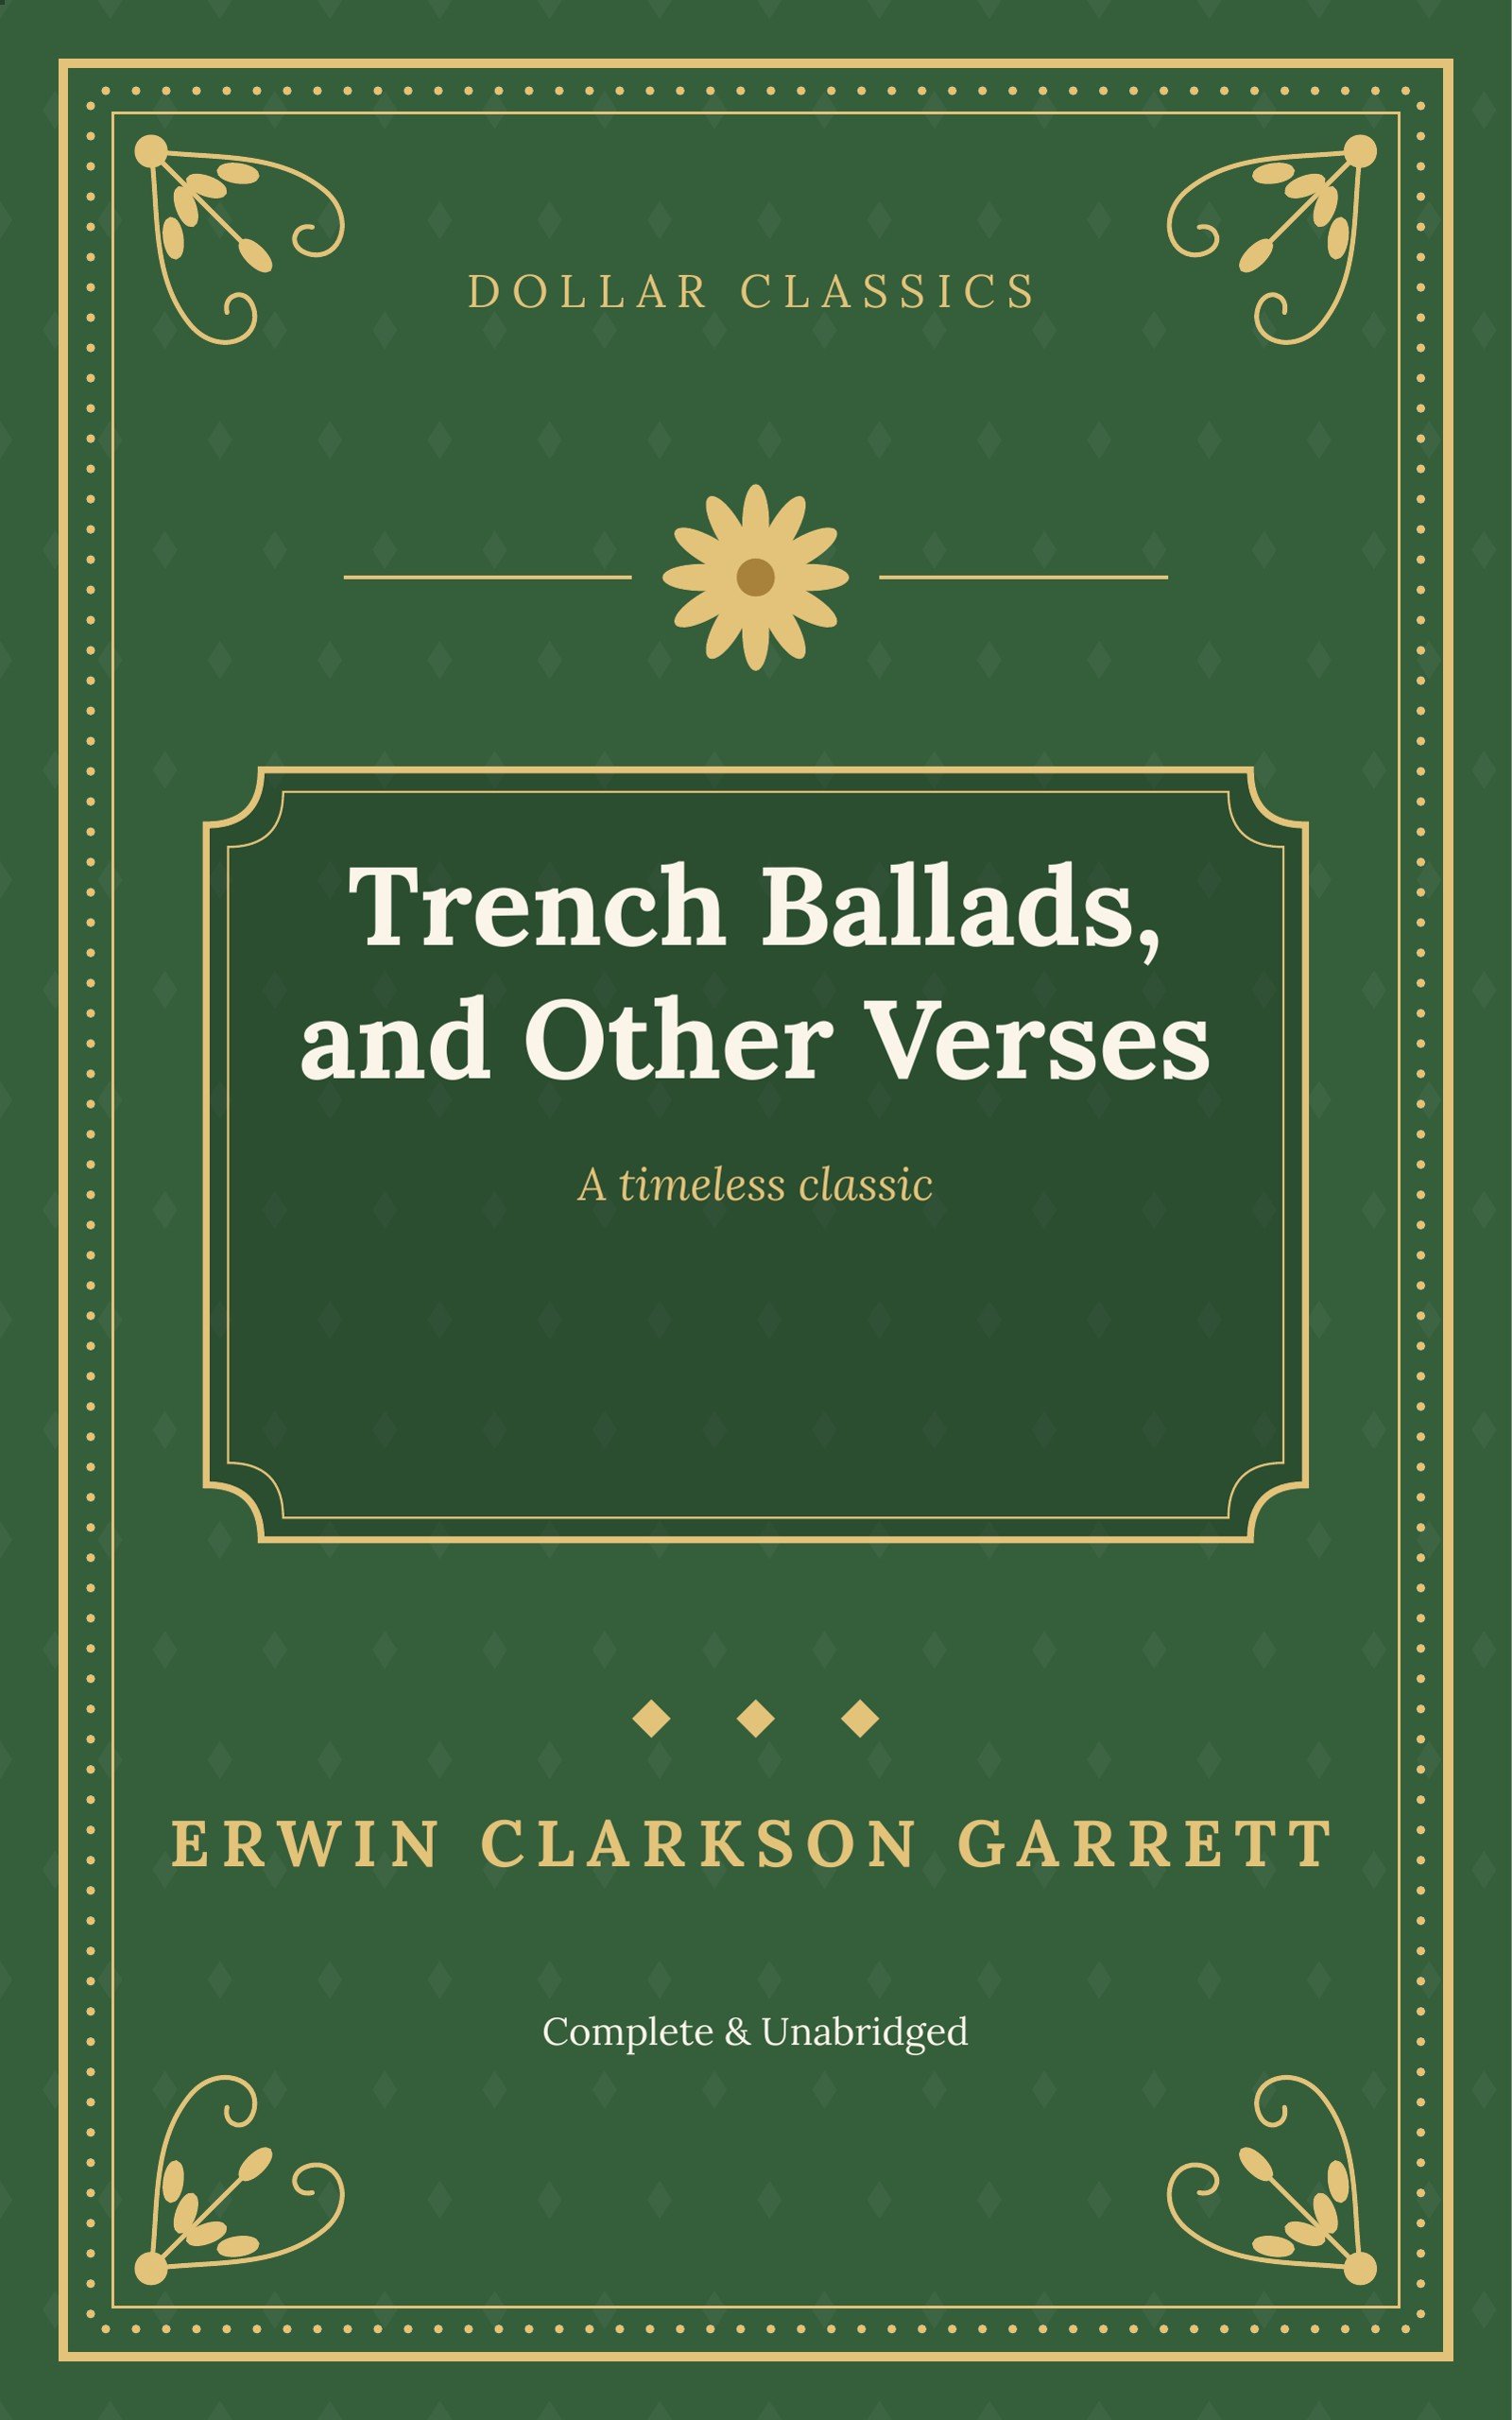 DOLLAR CLASSICS
Trench Ballads,
and Other Verses
A timeless classic
ERWIN CLARKSON GARRETT
Complete & Unabridged